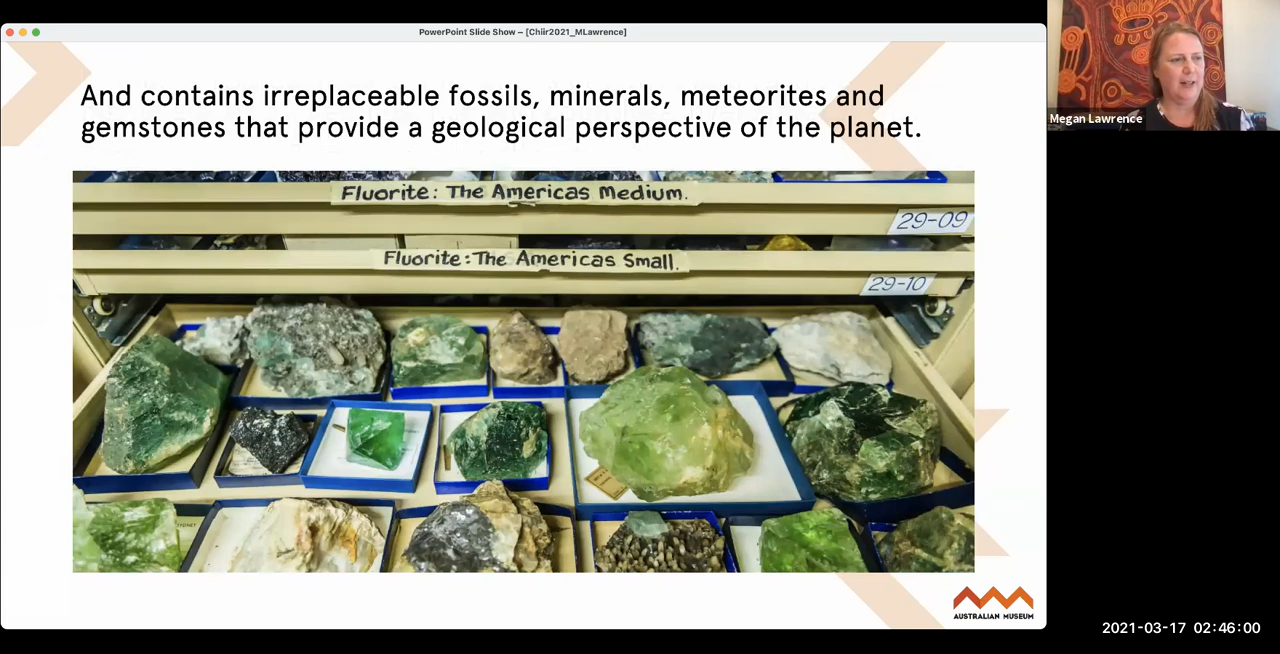 PowerPoint Slide Show – [Chiir2021_MLawrence]
And contains irreplaceable fossils, minerals, meteorites and
gemstones that provide a geological perspective of the planet.
Megan Lawrence
Fluorite: The Americas Medium.
29-09
Fluorite: The Americas Small.
29-10
SYDNEY
AUSTRALIAN MUSEUM
2021-03-17 02:46:00